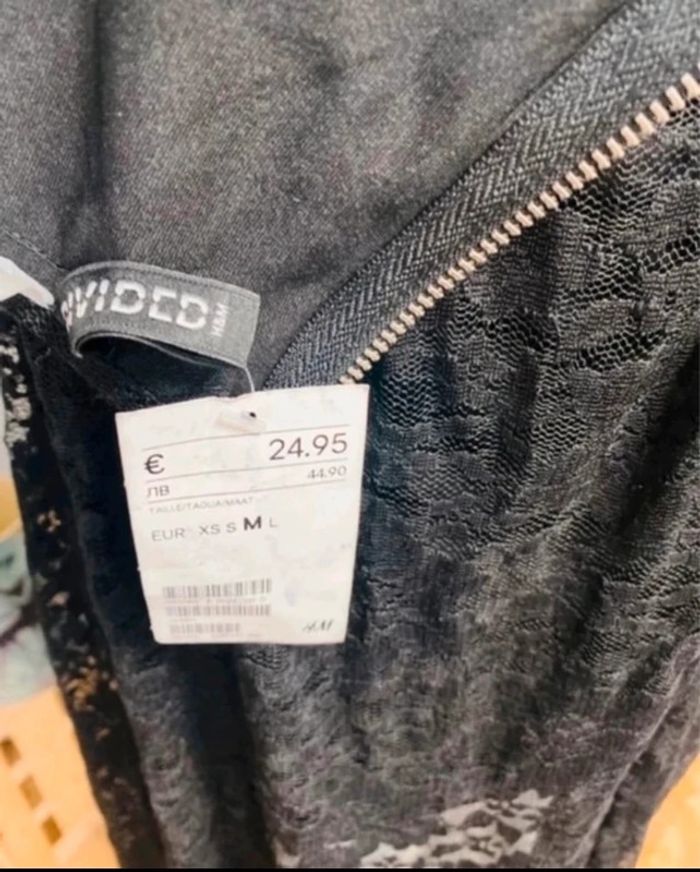 DIVIDED
H&M
€ 24.95
ЛВ 44.90
TAILLE/TAGLIA/MAAT
EUR XS S M L
H&M